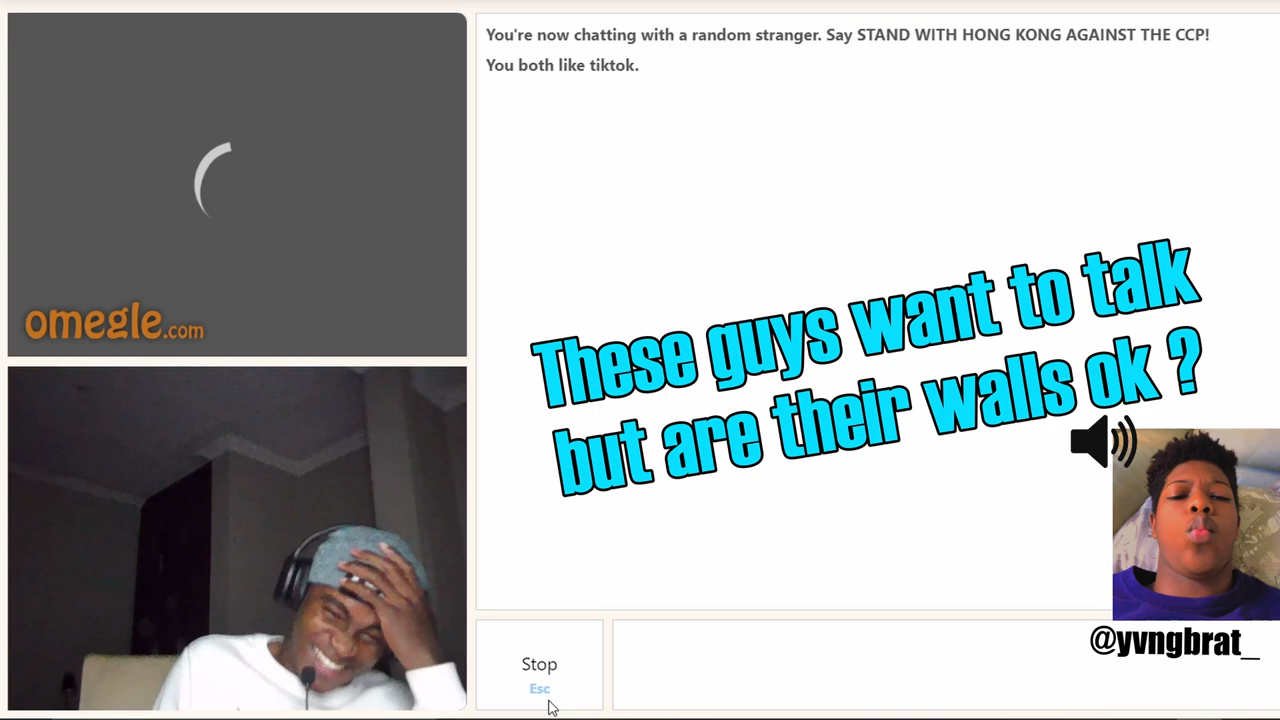 You're now chatting with a random stranger. Say STAND WITH HONG KONG AGAINST THE CCP!
You both like tiktok.
omegle.com
These guys want to talk
but are their walls ok ?
@yvngbrat_
Stop
Esc